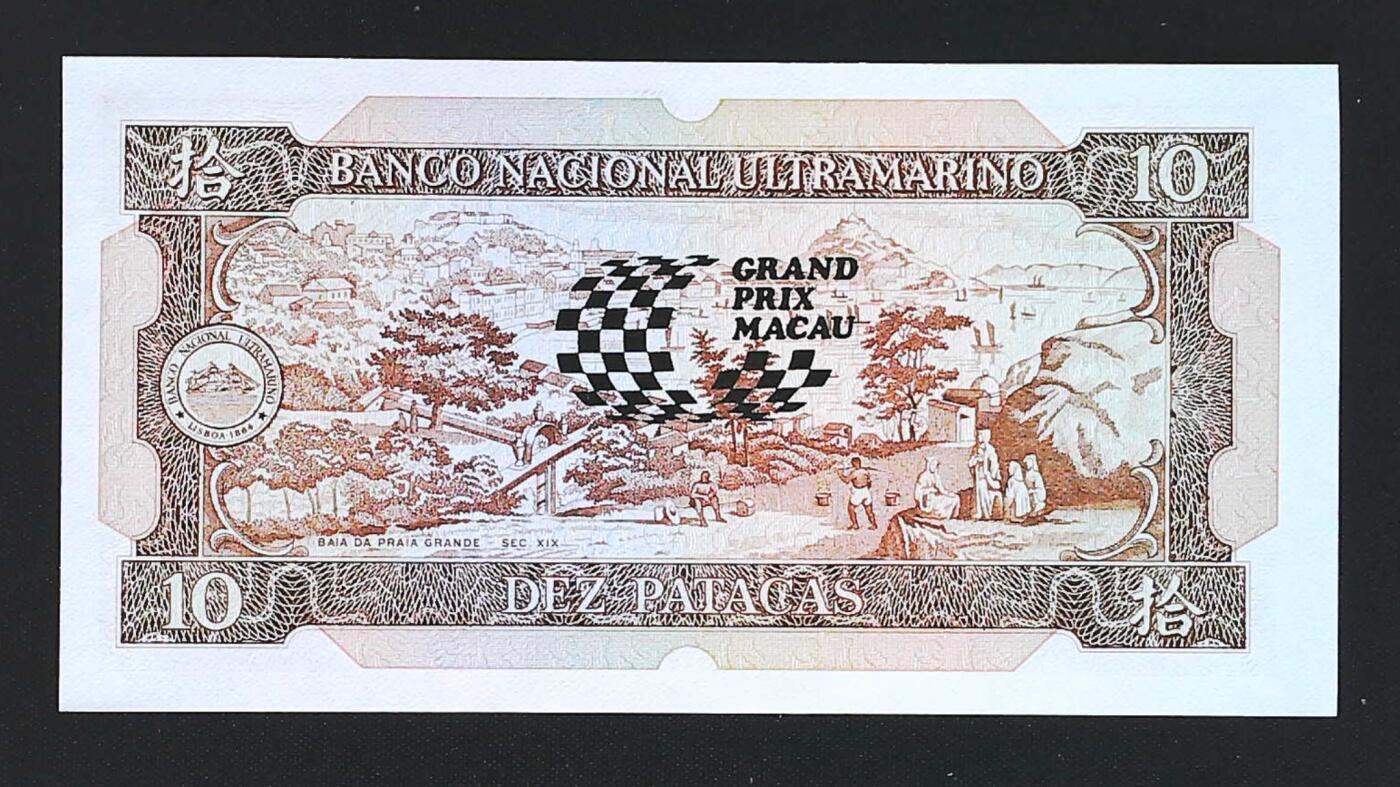 拾 BANCO NACIONAL ULTRAMARINO 10
GRAND
PRIX
MACAU
BANCO NACIONAL ULTRAMARINO
★ LISBOA·1864 ★
BAIA DA PRAIA GRANDE SEC XIX
10 DEZ PATACAS 拾